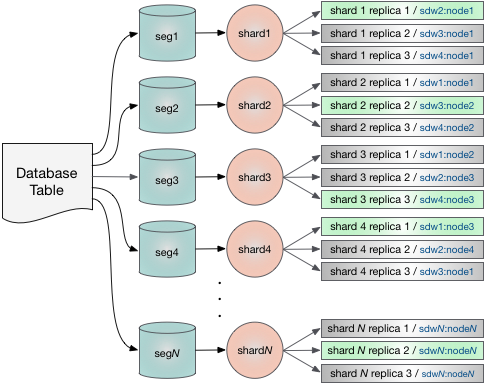 Database
Table
seg1
shard1
shard 1 replica 1 / sdw2:node1
shard 1 replica 2 / sdw3:node1
shard 1 replica 3 / sdw4:node1
seg2
shard2
shard 2 replica 1 / sdw1:node1
shard 2 replica 2 / sdw3:node2
shard 2 replica 3 / sdw4:node2
seg3
shard3
shard 3 replica 1 / sdw1:node2
shard 3 replica 2 / sdw2:node3
shard 3 replica 3 / sdw4:node3
seg4
shard4
shard 4 replica 1 / sdw1:node3
shard 4 replica 2 / sdw2:node4
shard 4 replica 3 / sdw3:node1
segN
shardN
shard N replica 1 / sdwN:nodeN
shard N replica 2 / sdwN:nodeN
shard N replica 3 / sdwN:nodeN